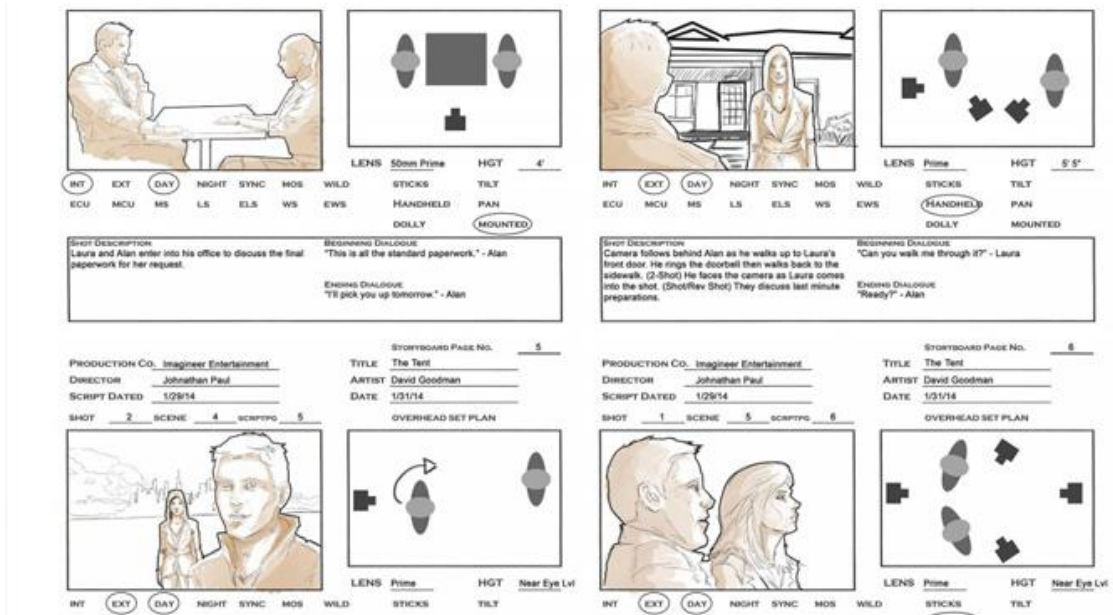 LENS 50mm Prime HGT 4'
INT EXT DAY NIGHT SYNC MOS WILD STICKS TILT
ECU MCU MS LS ELS WS EWS HANDHELD PAN
DOLLY MOUNTED
SHOT DESCRIPTION
Laura and Alan enter into his office to discuss the final
paperwork for her request.
BEGINNING DIALOGUE
"This is all the standard paperwork." - Alan
ENDING DIALOGUE
"I'll pick you up tomorrow." - Alan
LENS Prime HGT 5' 5"
INT EXT DAY NIGHT SYNC MOS WILD STICKS TILT
ECU MCU MS LS ELS WS EWS HANDHELD PAN
DOLLY MOUNTED
SHOT DESCRIPTION
Camera follows behind Alan as he walks up to Laura's
front door. He rings the doorbell then walks back to the
sidewalk. (2-Shot) He faces the camera as Laura comes
into the shot. (Shot/Rev Shot) They discuss last minute
preparations.
BEGINNING DIALOGUE
"Can you walk me through it?" - Laura
ENDING DIALOGUE
"Ready?" - Alan
STORYBOARD PAGE NO. 5
PRODUCTION CO. Imagineer Entertainment TITLE The Tent
DIRECTOR Johnathan Paul ARTIST David Goodman
SCRIPT DATED 1/29/14 DATE 1/31/14
SHOT 2 SCENE 4 SCRIPTPG 5 OVERHEAD SET PLAN
LENS Prime HGT Near Eye Lvl
INT EXT DAY NIGHT SYNC MOS WILD STICKS TILT
STORYBOARD PAGE NO. 6
PRODUCTION CO. Imagineer Entertainment TITLE The Tent
DIRECTOR Johnathan Paul ARTIST David Goodman
SCRIPT DATED 1/29/14 DATE 1/31/14
SHOT 1 SCENE 5 SCRIPTPG 6 OVERHEAD SET PLAN
LENS Prime HGT Near Eye Lvl
INT EXT DAY NIGHT SYNC MOS WILD STICKS TILT